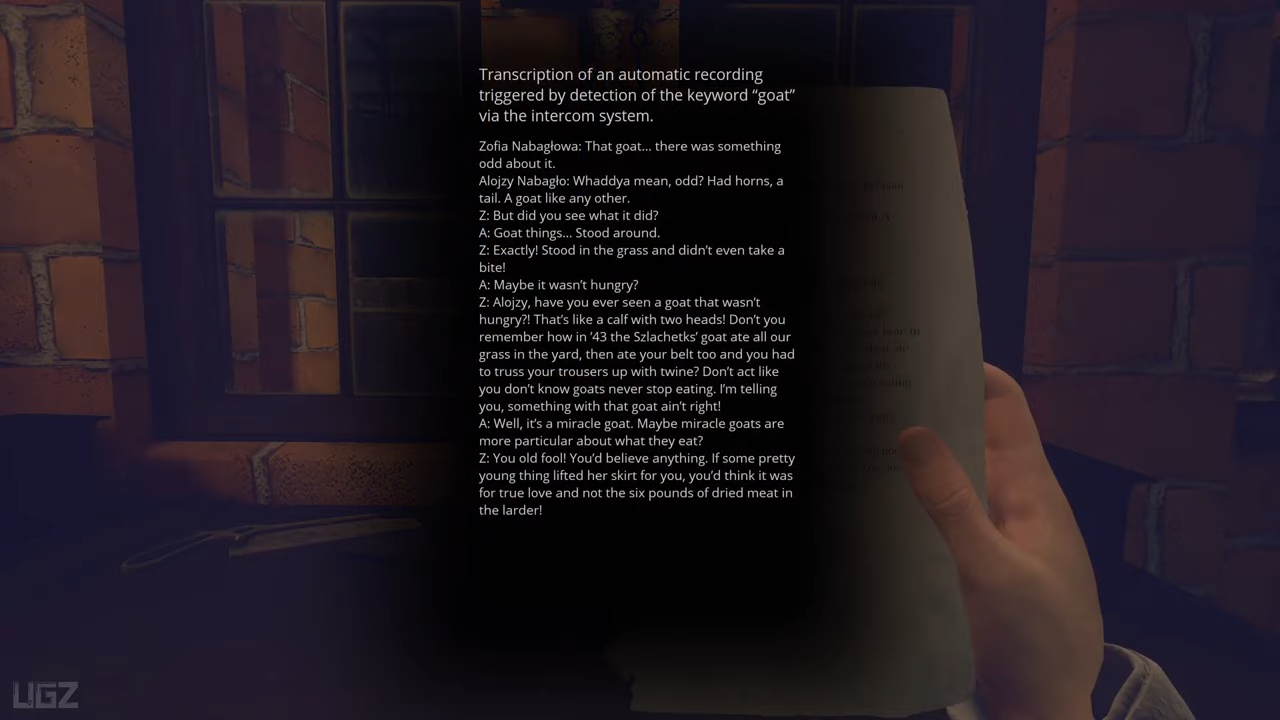 Transcription of an automatic recording
triggered by detection of the keyword “goat”
via the intercom system.
Zofia Nabagłowa: That goat... there was something
odd about it.
Alojzy Nabagło: Whaddya mean, odd? Had horns, a
tail. A goat like any other.
Z: But did you see what it did?
A: Goat things... Stood around.
Z: Exactly! Stood in the grass and didn’t even take a
bite!
A: Maybe it wasn’t hungry?
Z: Alojzy, have you ever seen a goat that wasn’t
hungry?! That’s like a calf with two heads! Don’t you
remember how in ’43 the Szlachetks’ goat ate all our
grass in the yard, then ate your belt too and you had
to truss your trousers up with twine? Don’t act like
you don’t know goats never stop eating. I’m telling
you, something with that goat ain’t right!
A: Well, it’s a miracle goat. Maybe miracle goats are
more particular about what they eat?
Z: You old fool! You’d believe anything. If some pretty
young thing lifted her skirt for you, you’d think it was
for true love and not the six pounds of dried meat in
the larder!
UGZ